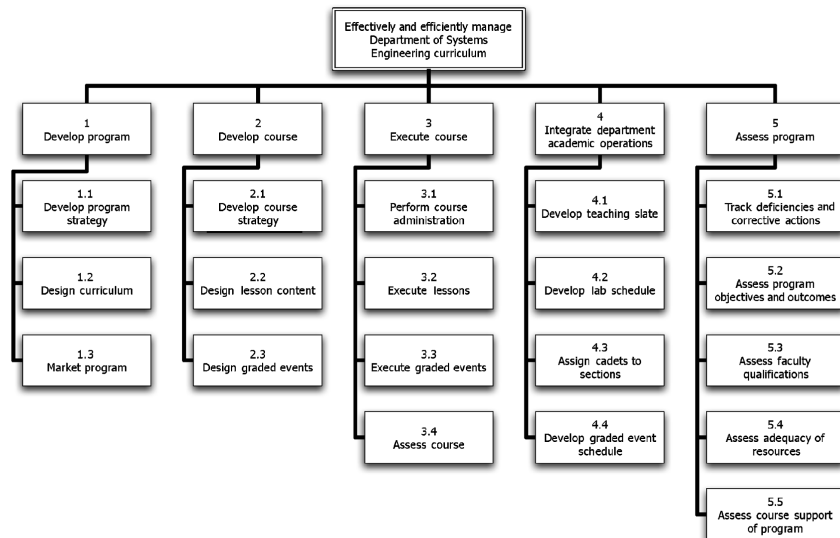 Effectively and efficiently manage
Department of Systems
Engineering curriculum
1
Develop program
2
Develop course
3
Execute course
4
Integrate department
academic operations
5
Assess program
1.1
Develop program
strategy
2.1
Develop course
strategy
3.1
Perform course
administration
4.1
Develop teaching slate
5.1
Track deficiencies and
corrective actions
1.2
Design curriculum
2.2
Design lesson content
3.2
Execute lessons
4.2
Develop lab schedule
5.2
Assess program
objectives and outcomes
1.3
Market program
2.3
Design graded events
3.3
Execute graded events
4.3
Assign cadets to
sections
5.3
Assess faculty
qualifications
3.4
Assess course
4.4
Develop graded event
schedule
5.4
Assess adequacy of
resources
5.5
Assess course support
of program